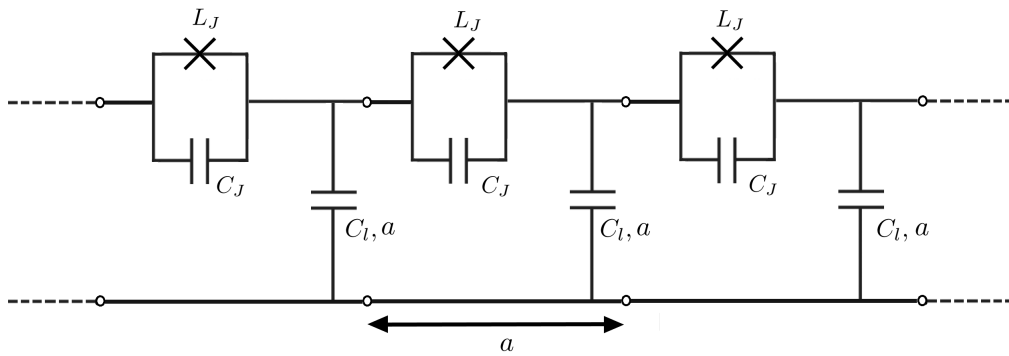 L_J L_J L_J
C_J C_J C_J
C_l, a C_l, a C_l, a
a